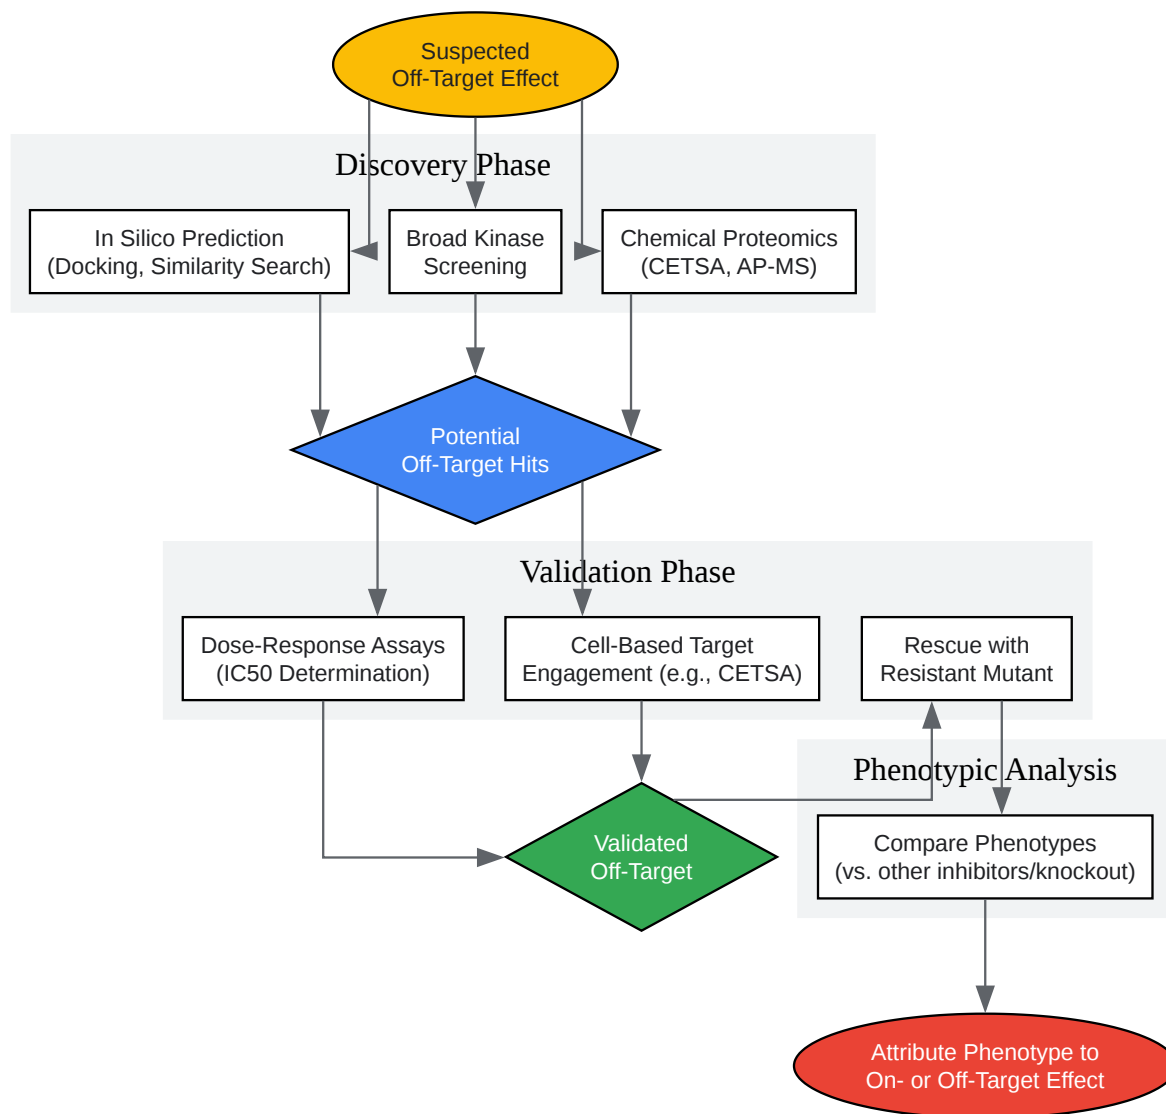 Suspected
Off-Target Effect
Discovery Phase
In Silico Prediction
(Docking, Similarity Search)
Broad Kinase
Screening
Chemical Proteomics
(CETSA, AP-MS)
Potential
Off-Target Hits
Validation Phase
Dose-Response Assays
(IC50 Determination)
Cell-Based Target
Engagement (e.g., CETSA)
Rescue with
Resistant Mutant
Phenotypic Analysis
Compare Phenotypes
(vs. other inhibitors/knockout)
Validated
Off-Target
Attribute Phenotype to
On- or Off-Target Effect